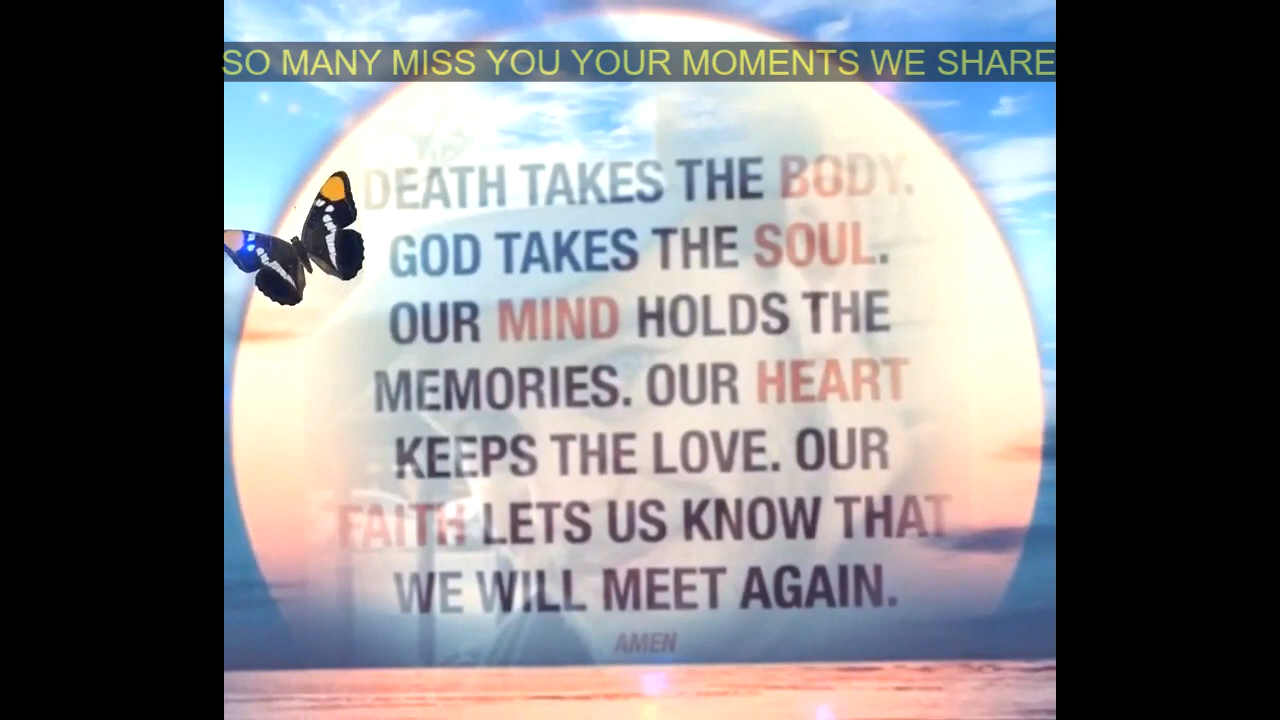 SO MANY MISS YOU YOUR MOMENTS WE SHARE
DEATH TAKES THE BODY.
GOD TAKES THE SOUL.
OUR MIND HOLDS THE
MEMORIES. OUR HEART
KEEPS THE LOVE. OUR
FAITH LETS US KNOW THAT
WE WILL MEET AGAIN.
AMEN